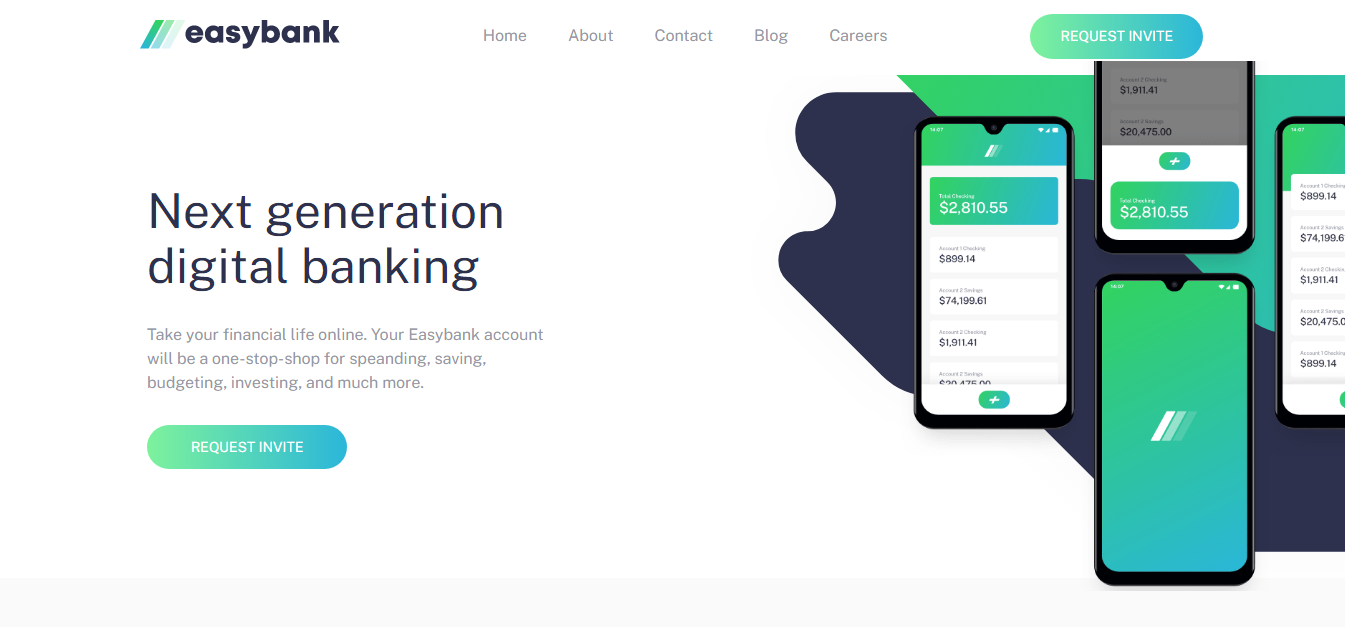 easybank
Home
About
Contact
Blog
Careers
REQUEST INVITE
Next generation
digital banking
Take your financial life online. Your Easybank account
will be a one-stop-shop for speanding, saving,
budgeting, investing, and much more.
REQUEST INVITE
14:07
Total Checking
$2,810.55
Account 1 Checking
$899.14
Account 2 Savings
$74,199.61
Account 2 Checking
$1,911.41
Account 2 Savings
$20,475.00
Account 2 Checking
$1,911.41
Account 2 Savings
$20,475.00
Total Checking
$2,810.55
14:07
14:07
Account 1 Checking
$899.14
Account 2 Savings
$74,199.6
Account 2 Checking
$1,911.41
Account 2 Savings
$20,475.0
Account 1 Checking
$899.14